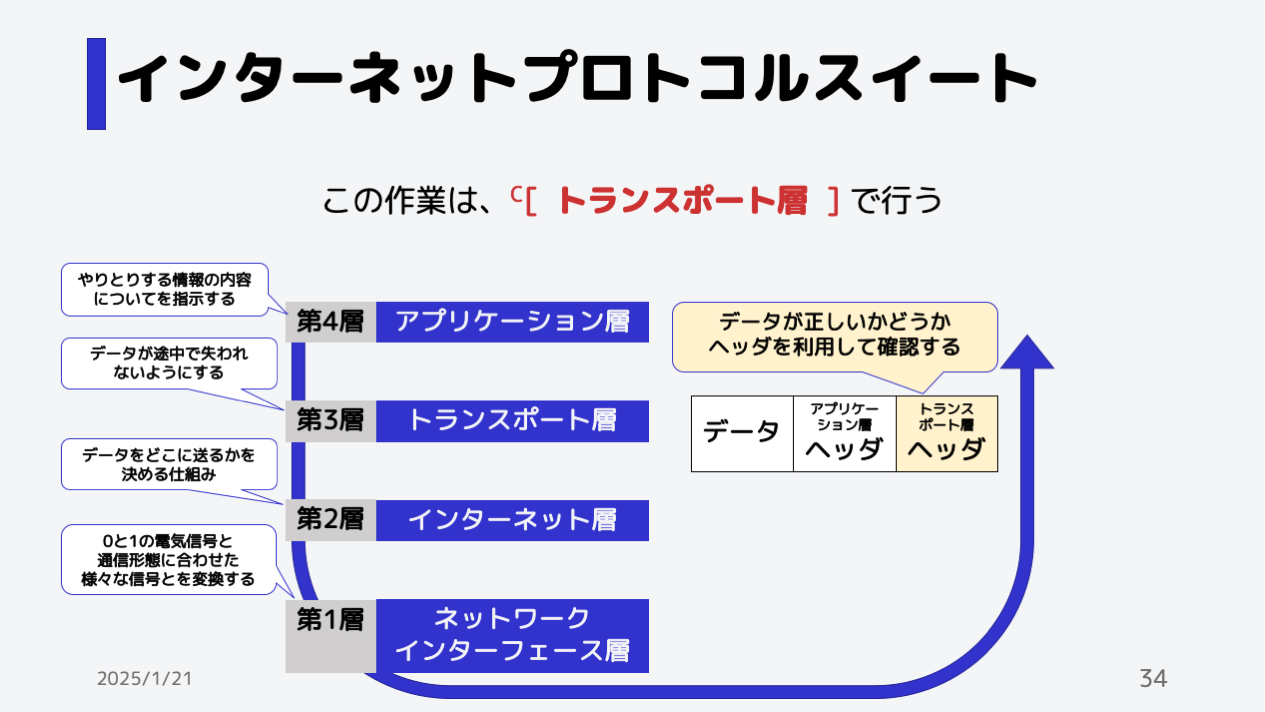 インターネットプロトコルスイート
この作業は、C[ トランスポート層 ] で行う
やりとりする情報の内容
についてを指示する
第4層 アプリケーション層
データが途中で失われ
ないようにする
第3層 トランスポート層
データをどこに送るかを
決める仕組み
第2層 インターネット層
0と1の電気信号と
通信形態に合わせた
様々な信号とを変換する
第1層 ネットワーク
インターフェース層
データが正しいかどうか
ヘッダを利用して確認する
データ
アプリケー
ション層
ヘッダ
トランス
ポート層
ヘッダ
2025/1/21
34